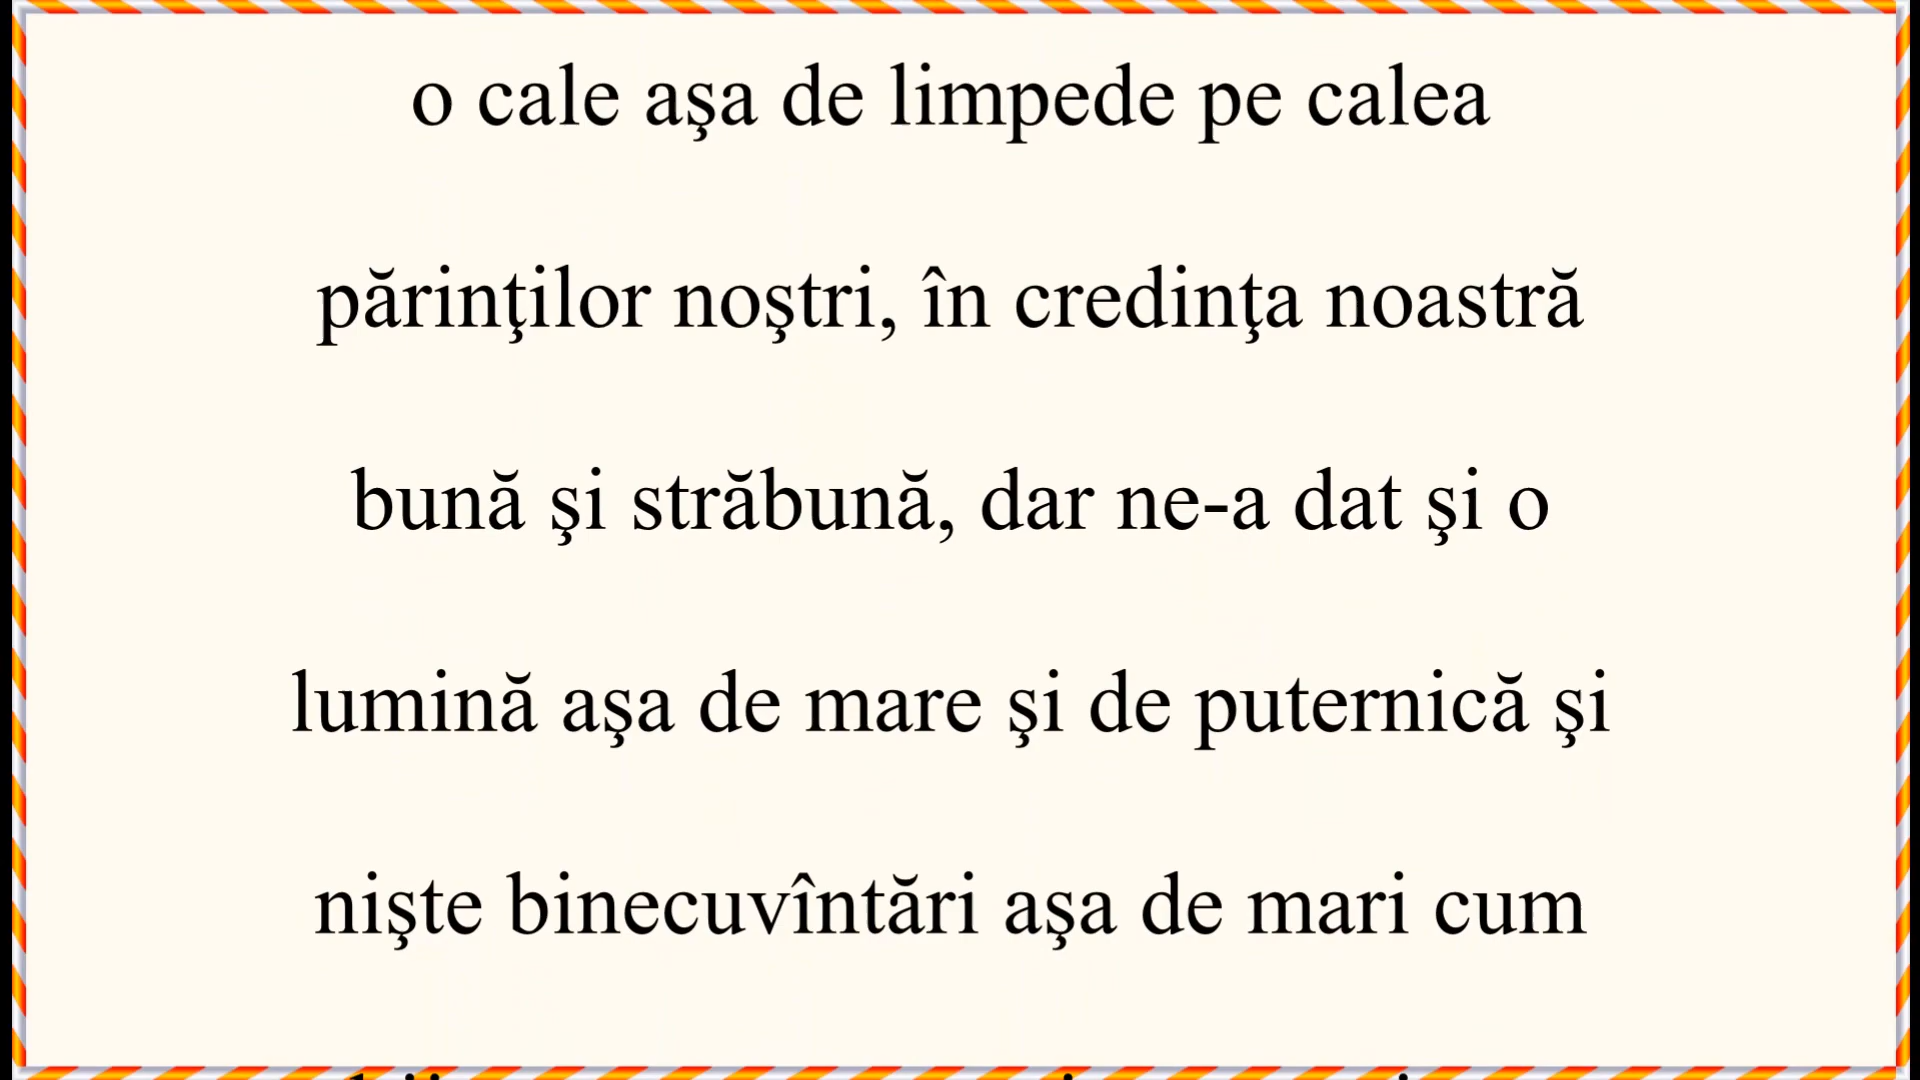 o cale aşa de limpede pe calea
părinţilor noştri, în credinţa noastră
bună şi străbună, dar ne-a dat şi o
lumină aşa de mare şi de puternică şi
nişte binecuvîntări aşa de mari cum